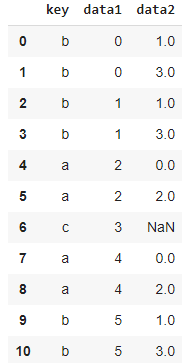 key data1 data2
0 b 0 1.0
1 b 0 3.0
2 b 1 1.0
3 b 1 3.0
4 a 2 0.0
5 a 2 2.0
6 c 3 NaN
7 a 4 0.0
8 a 4 2.0
9 b 5 1.0
10 b 5 3.0